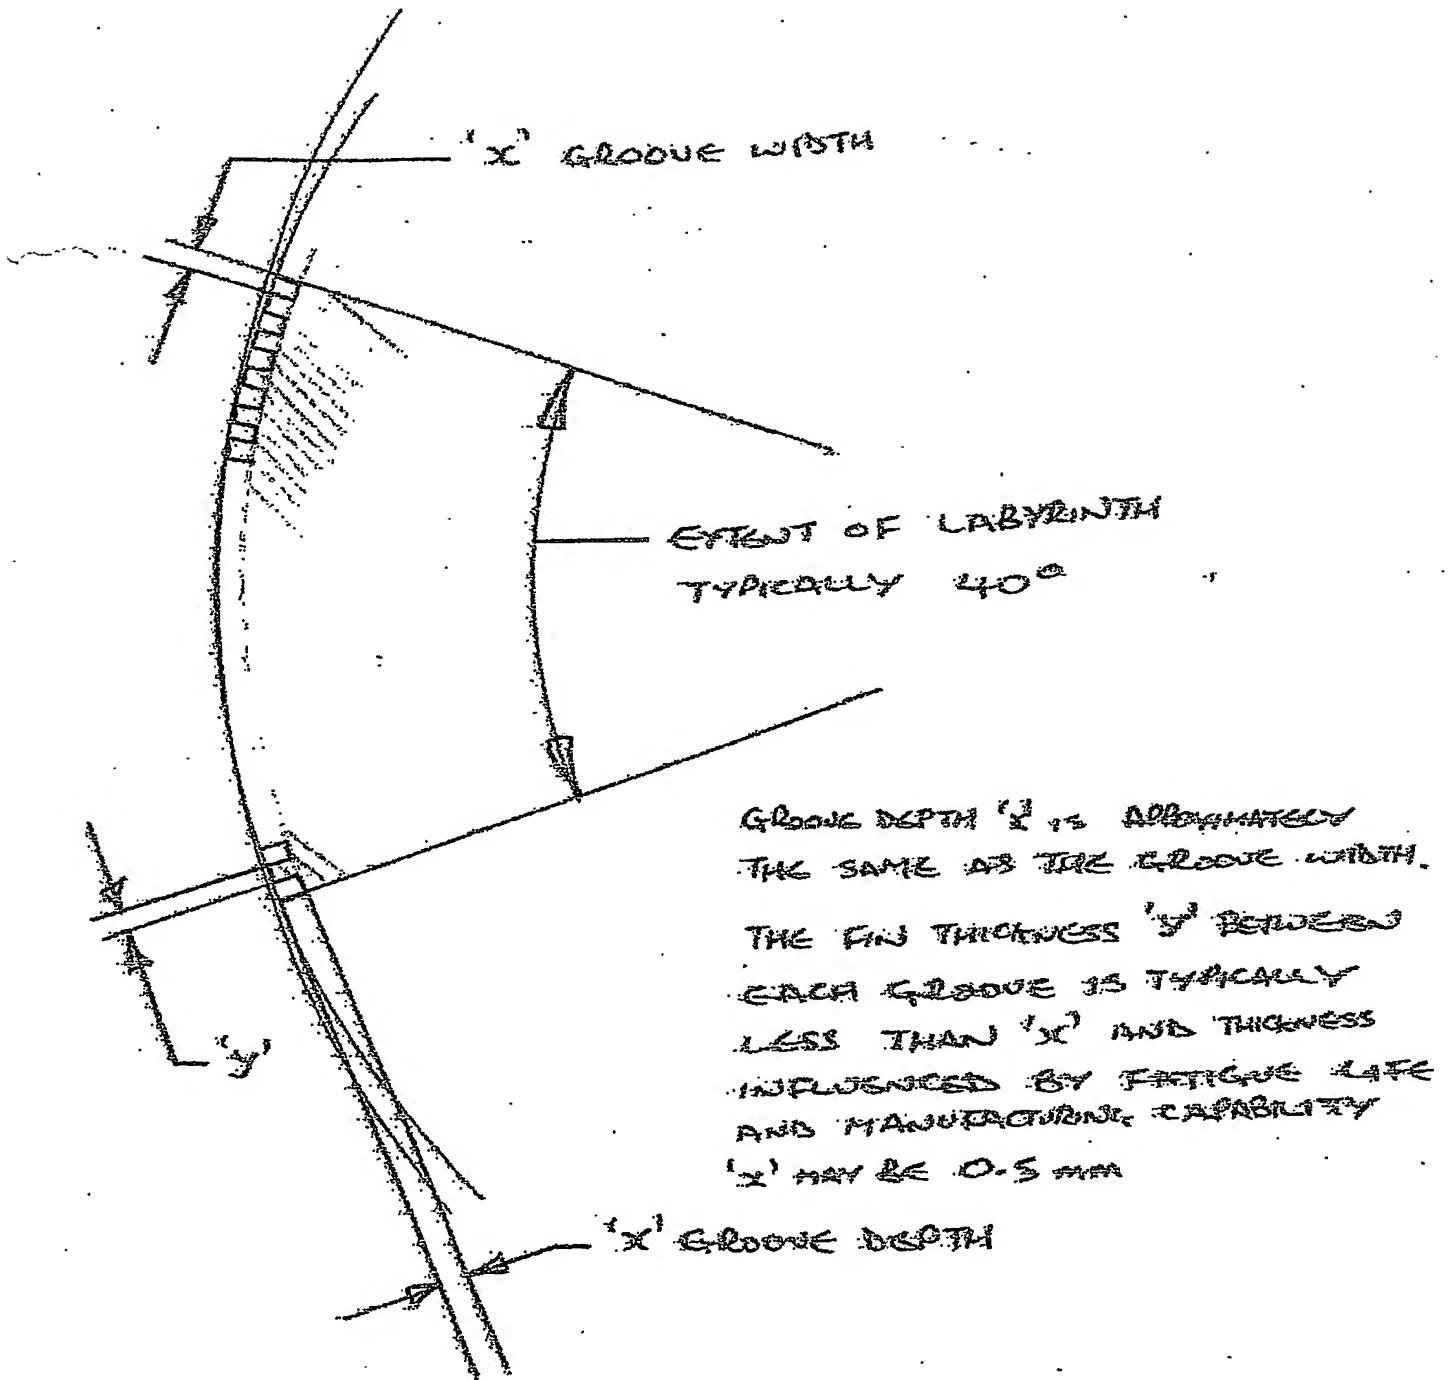 'x' GROOVE WIDTH
EXTENT OF LABYRINTH
TYPICALLY 40°
GROOVE DEPTH 'x' IS APPROXIMATELY
THE SAME AS THE GROOVE WIDTH.
THE FIN THICKNESS 'y' BETWEEN
EACH GROOVE IS TYPICALLY
LESS THAN 'x' AND THICKNESS
INFLUENCED BY FATIGUE LIFE
AND MANUFACTURING CAPABILITY
'x' MAY BE 0.5 mm
'y'
'x' GROOVE DEPTH